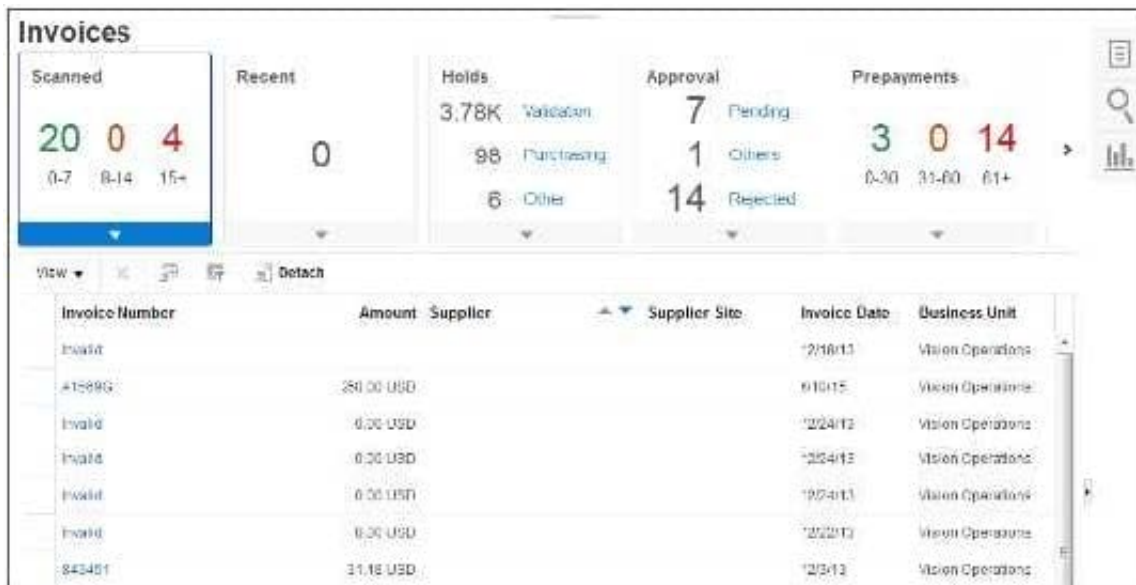 Invoices
Scanned
20 0 4
0-7 8-14 15+
Recent
0
Holds
3.78K Validation
98 Purchasing
6 Other
Approval
7 Pending
1 Others
14 Rejected
Prepayments
3 0 14
0-30 31-60 61+
View Detach
Invoice Number Amount Supplier Supplier Site Invoice Date Business Unit
Invalid 12/18/13 Vision Operations
USD Vision Operations
Invalid 0.00 USD 12/24/13 Vision Operations
Invalid 0.00 USD 12/24/13 Vision Operations
Invalid 0.00 USD 12/24/13 Vision Operations
Invalid 0.00 USD 12/22/13 Vision Operations
843461 31.18 USD 12/3/13 Vision Operations